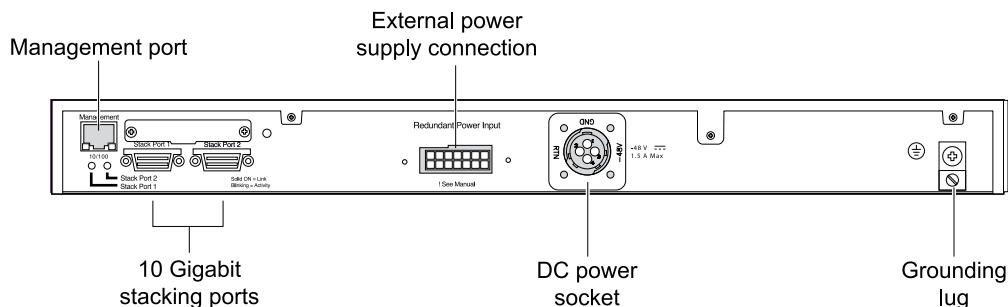 External power
supply connection
Management port
Management
10/100
Stack Port 1
Stack Port 2
Stack Port 2
Stack Port 1
Solid ON = Link
Blinking = Activity
Redundant Power Input
! See Manual
GND
RTN
-48V
-48 V
1.5 A Max
10 Gigabit
stacking ports
DC power
socket
Grounding
lug